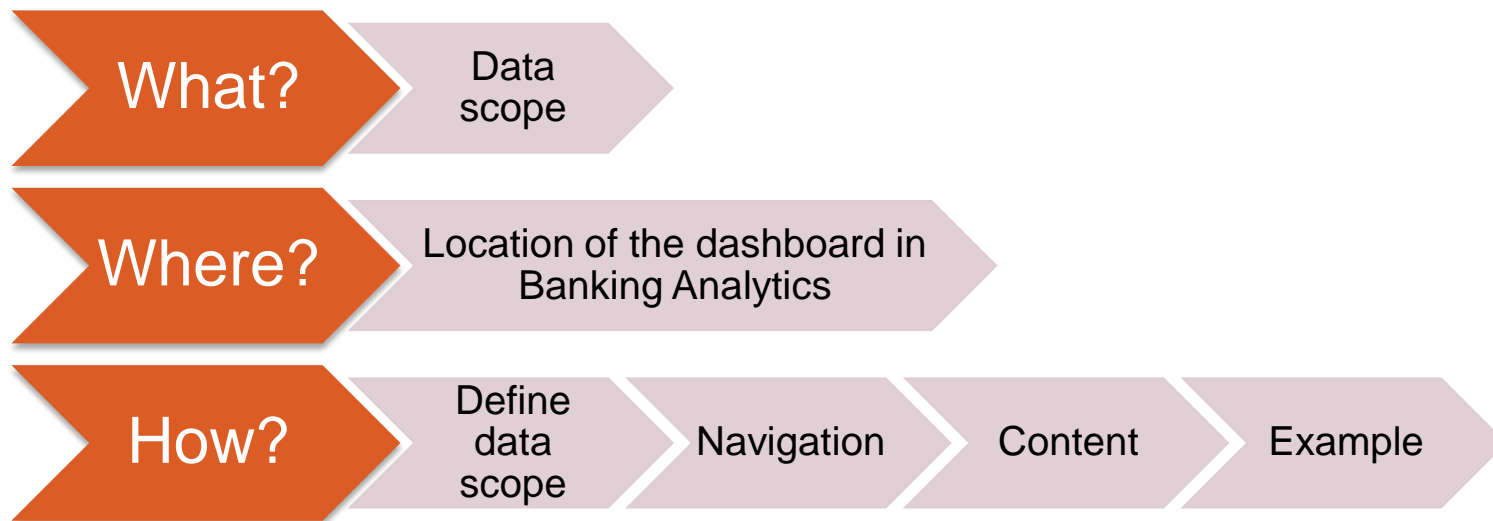 What?
Data
scope
Where?
Location of the dashboard in
Banking Analytics
How?
Define
data
scope
Navigation
Content
Example